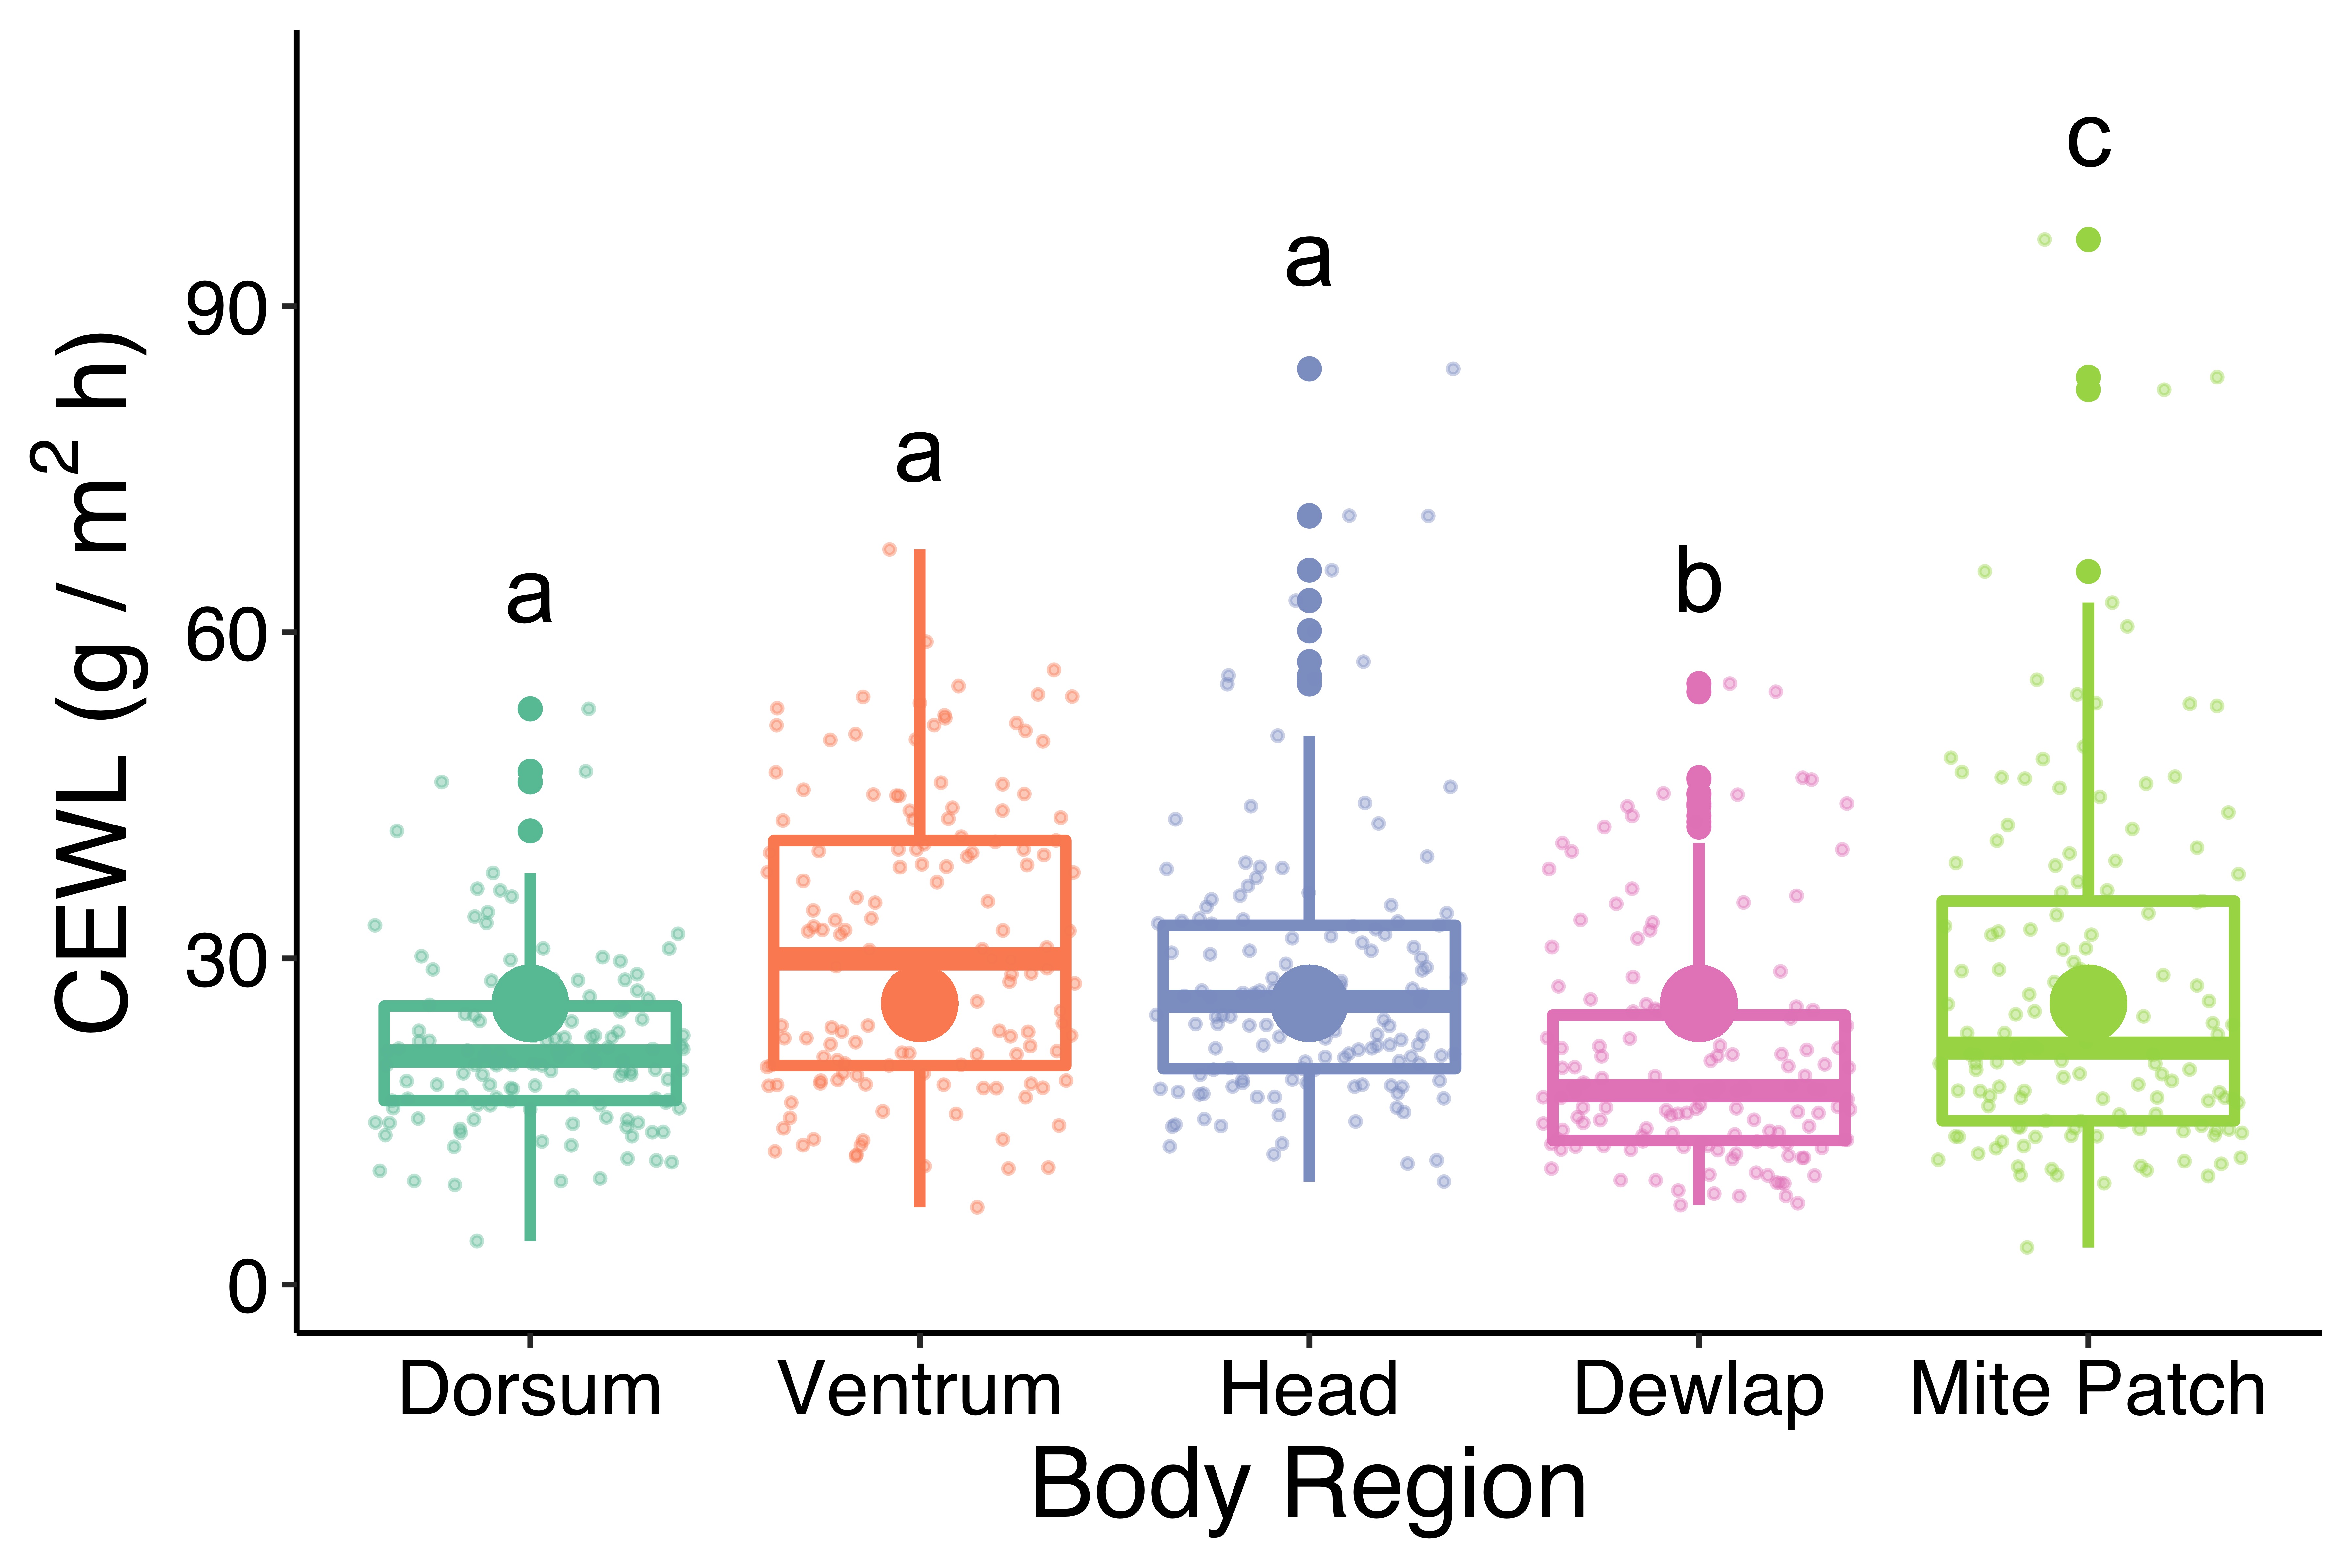 c
a
a
b
a
90
60
30
0
CEWL (g / m² h)
Dorsum Ventrum Head Dewlap Mite Patch
Body Region